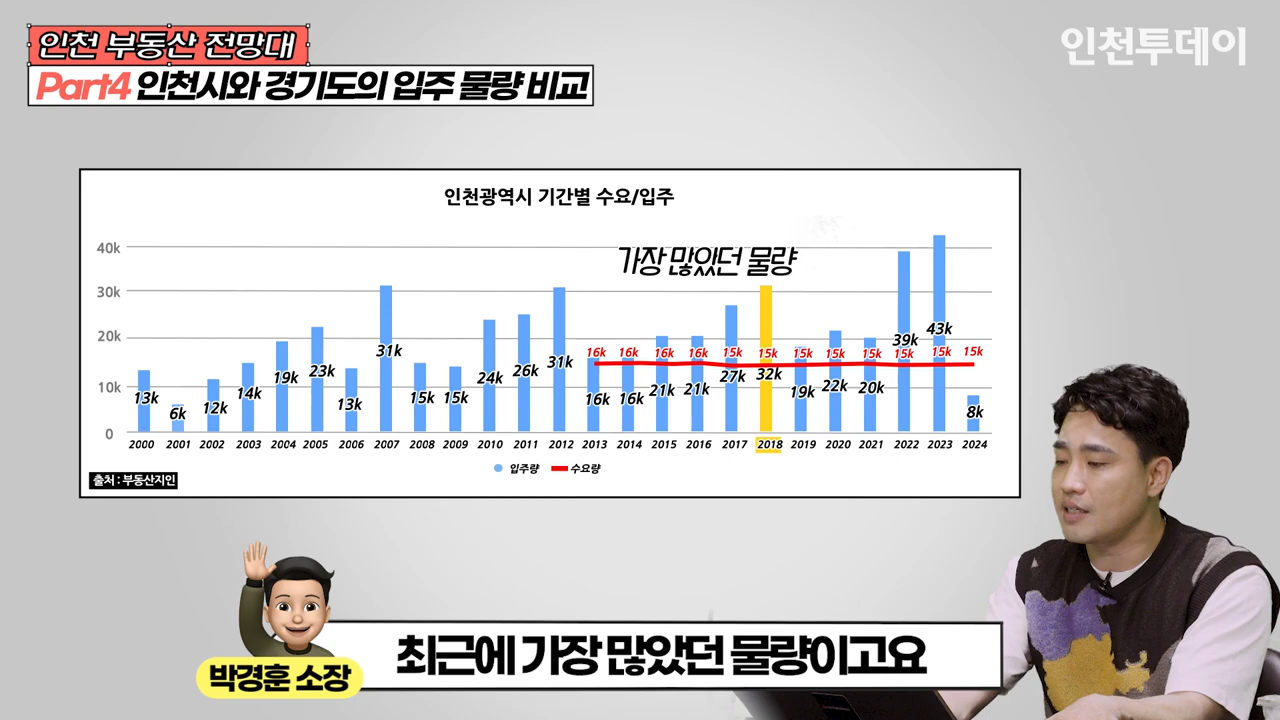 인천 부동산 전망대
인천투데이
Part4 인천시와 경기도의 입주 물량 비교
인천광역시 기간별 수요/입주
가장 많았던 물량
40k
30k
20k
10k
0
13k 6k 12k 14k 19k 23k 13k 31k 15k 15k 24k 26k 31k 16k 16k 21k 21k 27k 32k 19k 22k 20k 39k 43k 8k
16k 16k 16k 16k 15k 15k 15k 15k 15k 15k 15k 15k
2000 2001 2002 2003 2004 2005 2006 2007 2008 2009 2010 2011 2012 2013 2014 2015 2016 2017 2018 2019 2020 2021 2022 2023 2024
입주량 수요량
출처 : 부동산지인
박경훈 소장
최근에 가장 많았던 물량이고요